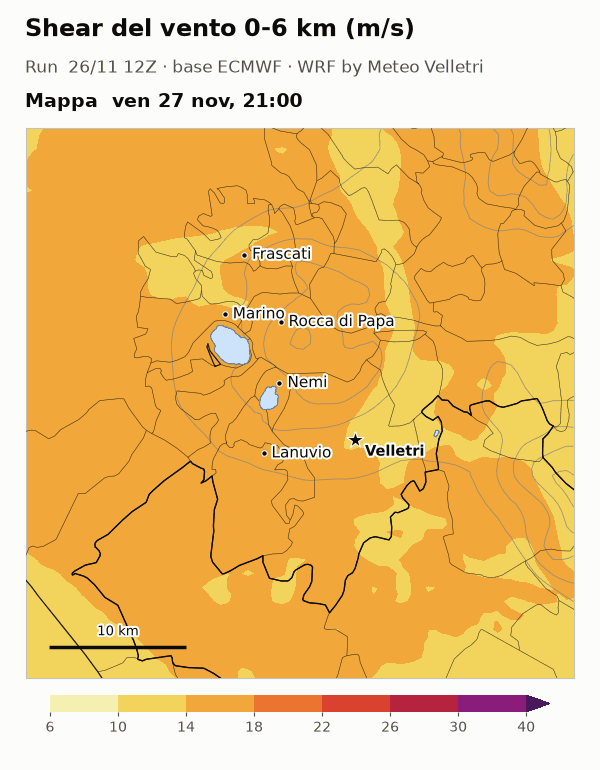 Shear del vento 0-6 km (m/s)
Run  26/11 12Z · base ECMWF · WRF by Meteo Velletri
Mappa  ven 27 nov, 21:00
Frascati
Marino
Rocca di Papa
Nemi
Velletri
Lanuvio
10 km
6 10 14 18 22 26 30 40